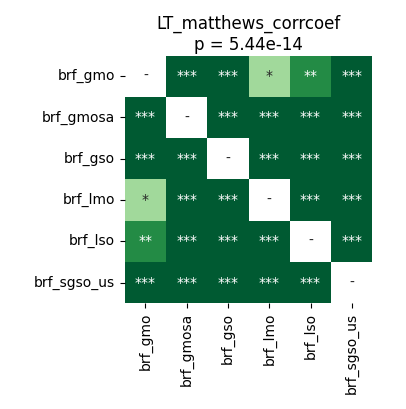 LT_matthews_corrcoef
p = 5.44e-14
brf_gmo - *** *** * ** ***
brf_gmosa *** - *** *** *** ***
brf_gso *** *** - *** *** ***
brf_lmo * *** *** - *** ***
brf_lso ** *** *** *** - ***
brf_sgso_us *** *** *** *** *** -
brf_gmo brf_gmosa brf_gso brf_lmo brf_lso brf_sgso_us